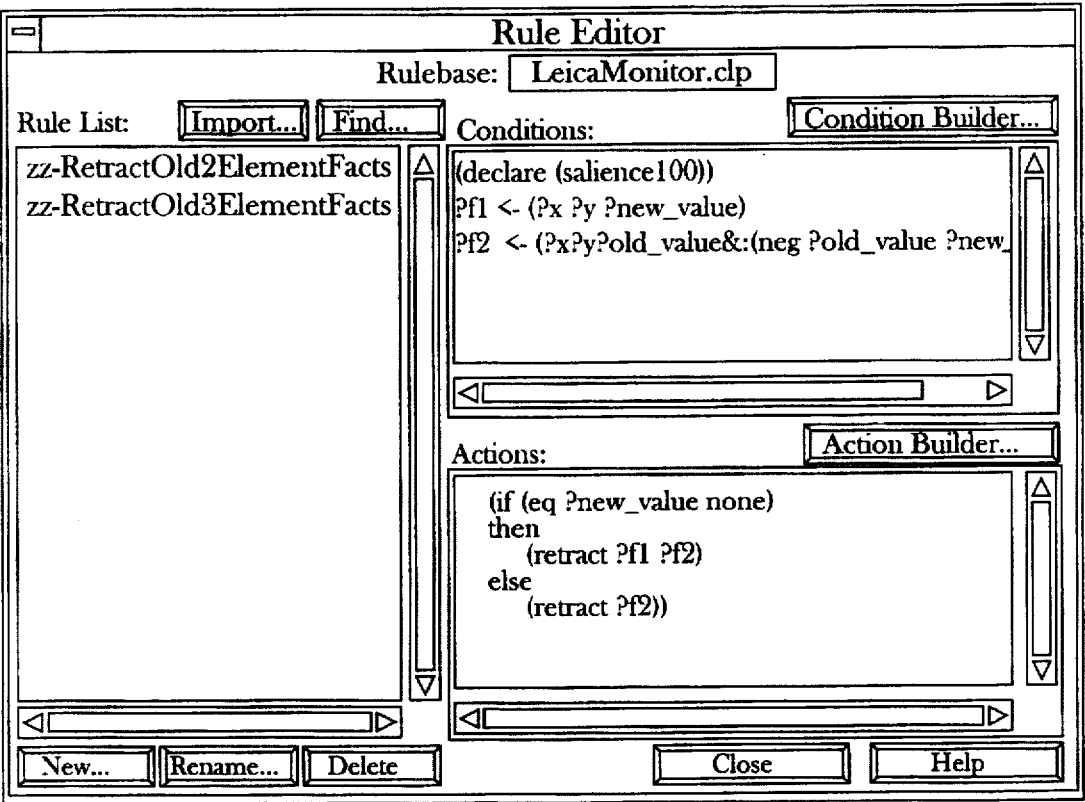 Rule Editor
Rulebase: LeicaMonitor.clp
Rule List: Import... Find...
zz-RetractOld2ElementFacts
zz-RetractOld3ElementFacts
Conditions: Condition Builder...
(declare (salience100))
?f1 <- (?x ?y ?new_value)
?f2 <- (?x?y?old_value&:(neg ?old_value ?new_
Actions: Action Builder...
(if (eq ?new_value none)
then
(retract ?f1 ?f2)
else
(retract ?f2))
New... Rename... Delete Close Help